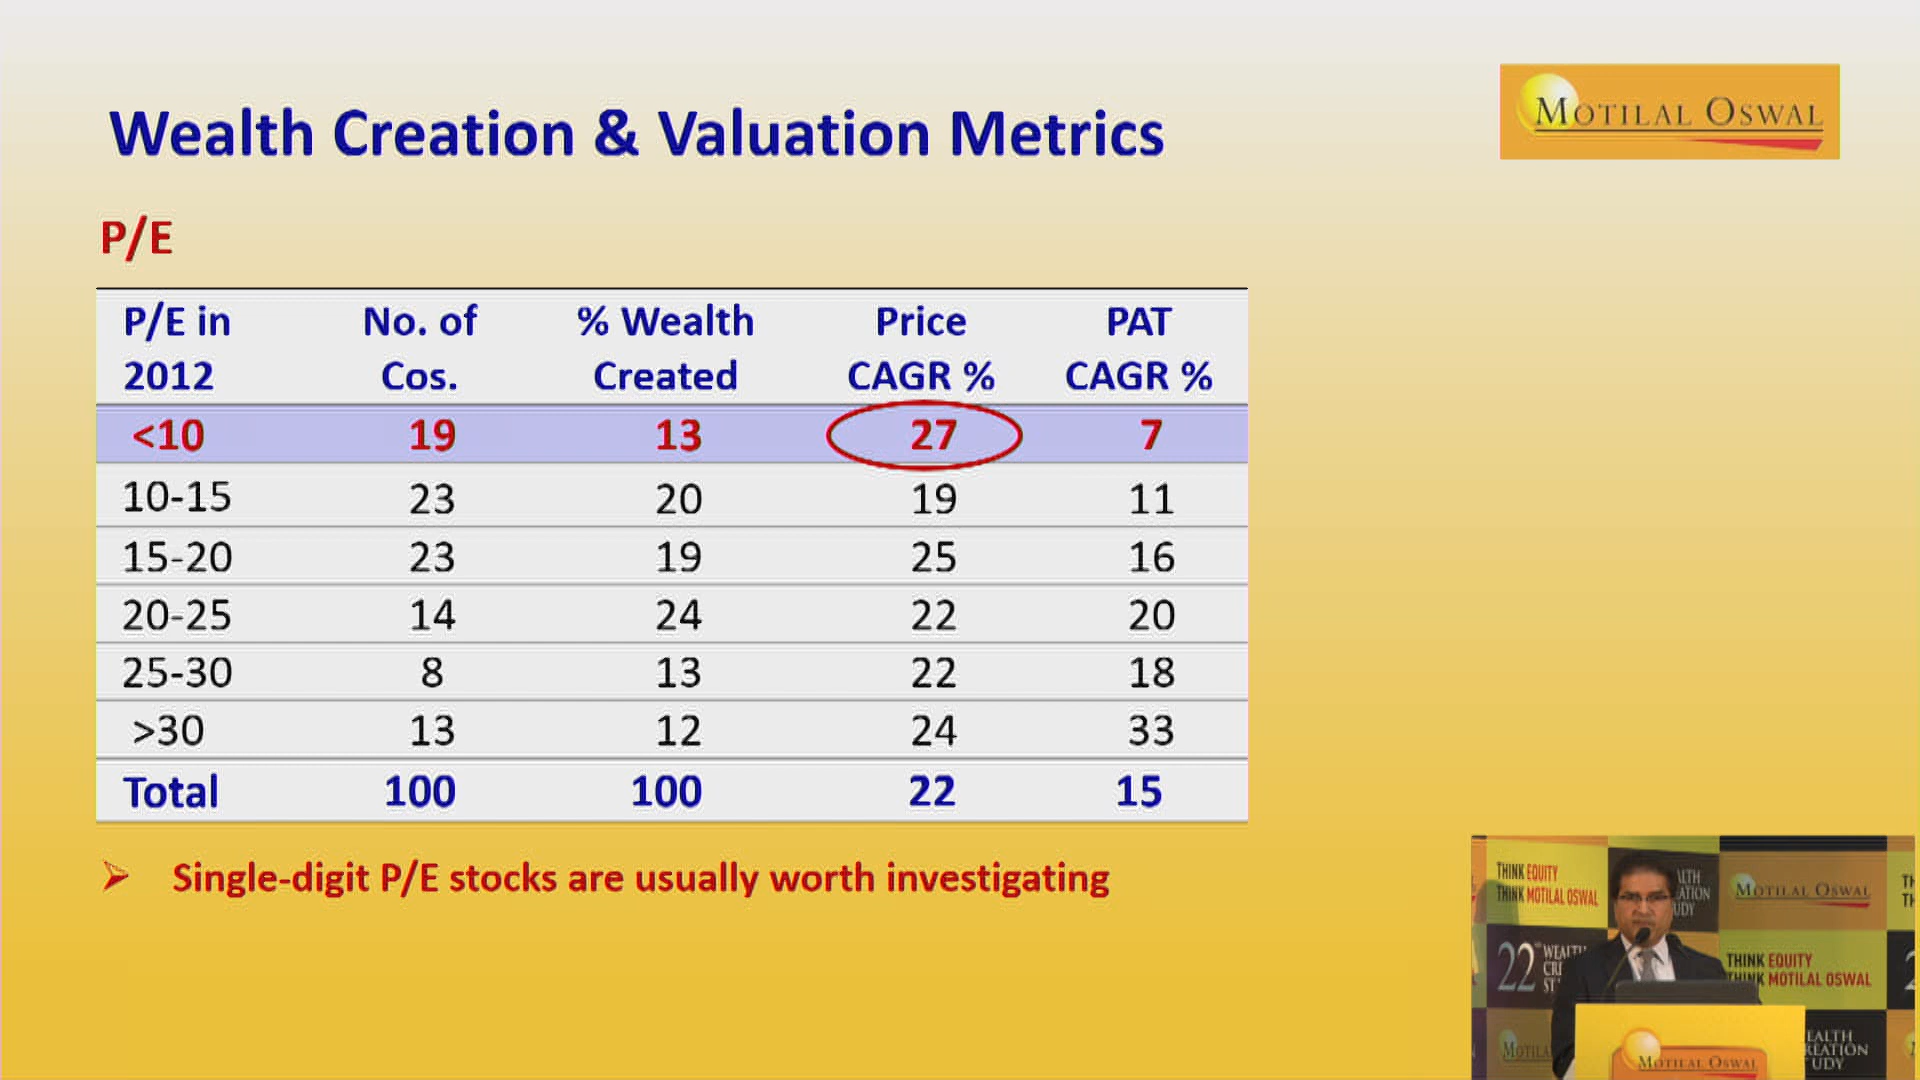 Wealth Creation & Valuation Metrics
MOTILAL OSWAL
P/E
P/E in 2012 No. of Cos. % Wealth Created Price CAGR % PAT CAGR %
<10 19 13 27 7
10-15 23 20 19 11
15-20 23 19 25 16
20-25 14 24 22 20
25-30 8 13 22 18
>30 13 12 24 33
Total 100 100 22 15
Single-digit P/E stocks are usually worth investigating
THINK EQUITY
THINK MOTILAL OSWAL
MOTILAL OSWAL
22
THINK EQUITY
THINK MOTILAL OSWAL
MOTILAL OSWAL